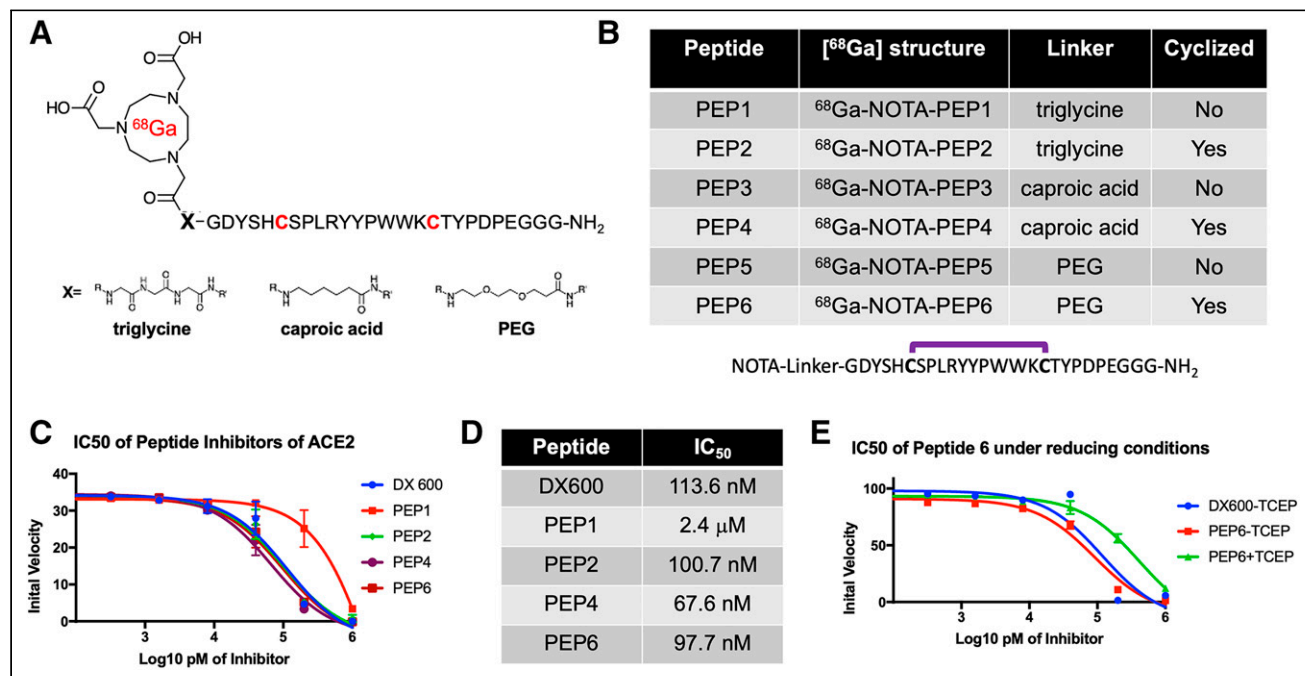 A
OH
O
HO
O
N
N
N
68Ga
O
X–GDYSHCSPLRYYPWWKCTYPDPEGGG-NH2
X=
R N H O H N O N H O H N R'
triglycine
R N H O N H R'
caproic acid
R N H O O O N H R'
PEG
B
Peptide [68Ga] structure Linker Cyclized
PEP1 68Ga-NOTA-PEP1 triglycine No
PEP2 68Ga-NOTA-PEP2 triglycine Yes
PEP3 68Ga-NOTA-PEP3 caproic acid No
PEP4 68Ga-NOTA-PEP4 caproic acid Yes
PEP5 68Ga-NOTA-PEP5 PEG No
PEP6 68Ga-NOTA-PEP6 PEG Yes
NOTA-Linker-GDYSHCSPLRYYPWWKCTYPDPEGGG-NH2
C
IC50 of Peptide Inhibitors of ACE2
Inital Velocity
40
30
20
10
0
3 4 5 6
Log10 pM of Inhibitor
DX 600
PEP1
PEP2
PEP4
PEP6
D
Peptide IC50
DX600 113.6 nM
PEP1 2.4 μM
PEP2 100.7 nM
PEP4 67.6 nM
PEP6 97.7 nM
E
IC50 of Peptide 6 under reducing conditions
Inital Velocity
100
50
0
3 4 5 6
Log10 pM of Inhibitor
DX600-TCEP
PEP6-TCEP
PEP6+TCEP